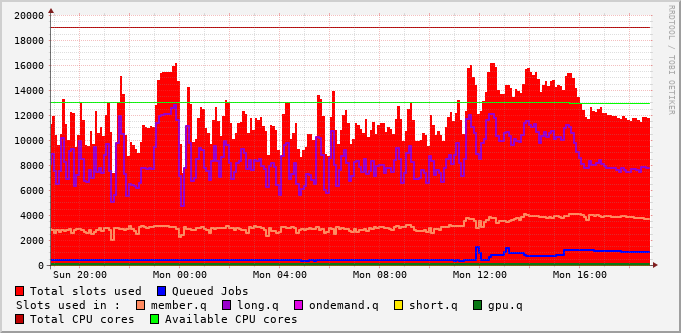 20000
18000
16000
14000
12000
10000
8000
6000
4000
2000
0
Sun 20:00 Mon 00:00 Mon 04:00 Mon 08:00 Mon 12:00 Mon 16:00
RRDTOOL / TOBI OETIKER
Total slots used Queued Jobs
Slots used in : member.q long.q ondemand.q short.q gpu.q
Total CPU cores Available CPU cores